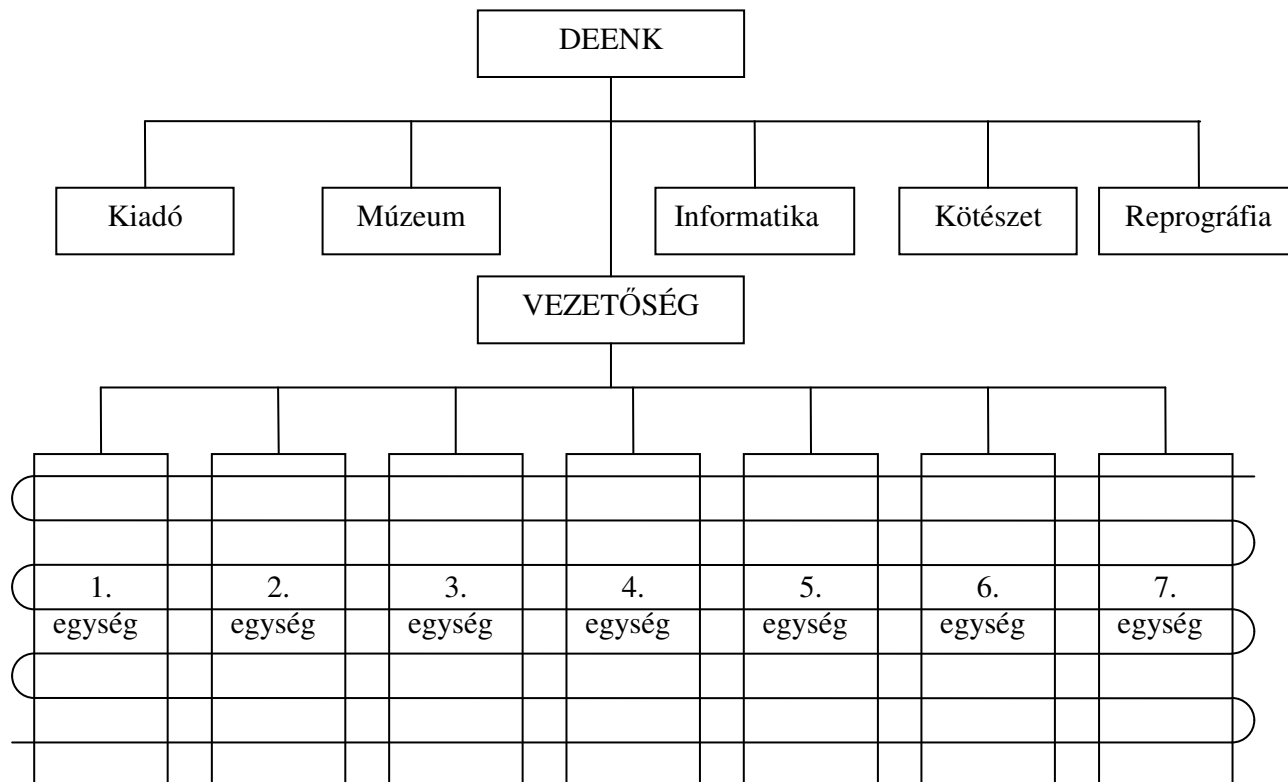 DEENK
Kiadó
Múzeum
Informatika
Kötészet
Reprográfia
VEZETŐSÉG
1.
egység
2.
egység
3.
egység
4.
egység
5.
egység
6.
egység
7.
egység